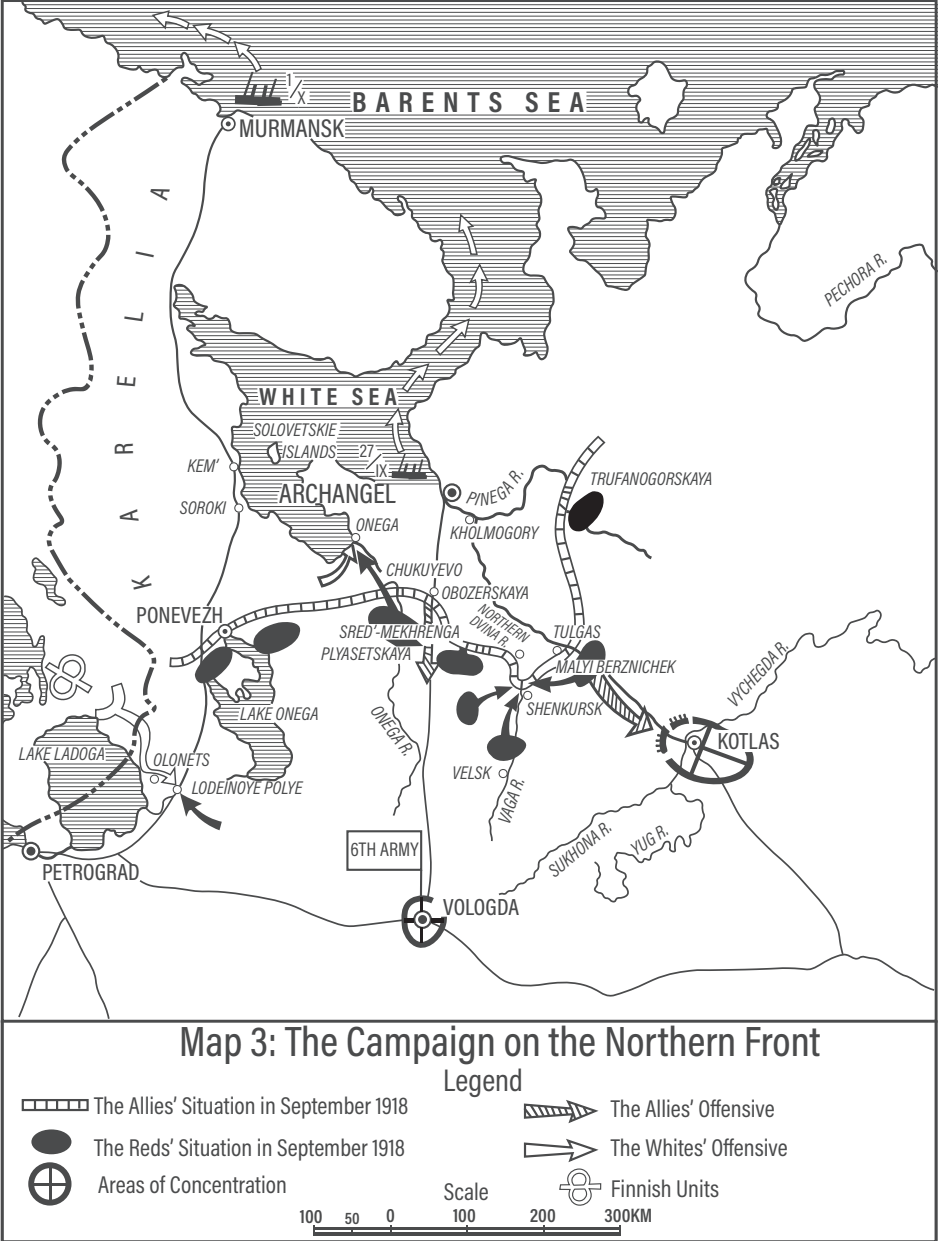 1/X
BARENTS SEA
MURMANSK
KARELIA
PECHORA R.
WHITE SEA
SOLOVETSKIE
ISLANDS
27/IX
KEM'
SOROKI
ARCHANGEL
PINEGA R.
TRUFANOGORSKAYA
ONEGA
KHOLMOGORY
CHUKUYEVO
OBOZERSKAYA
PONEVEZH
SRED'-MEKHRENGA
PLYASETSKAYA
NORTHERN
DVINA R.
TULGAS
MALYI BERZNICHEK
SHENKURSK
VYCHEGDA R.
LAKE ONEGA
ONEGA R.
KOTLAS
LAKE LADOGA
OLONETS
LODEINOYE POLYE
VELSK
VAGA R.
SUKHONA R.
YUG R.
6TH ARMY
PETROGRAD
VOLOGDA
Map 3: The Campaign on the Northern Front
Legend
The Allies' Situation in September 1918
The Reds' Situation in September 1918
Areas of Concentration
The Allies' Offensive
The Whites' Offensive
Finnish Units
Scale
100 50 0 100 200 300KM